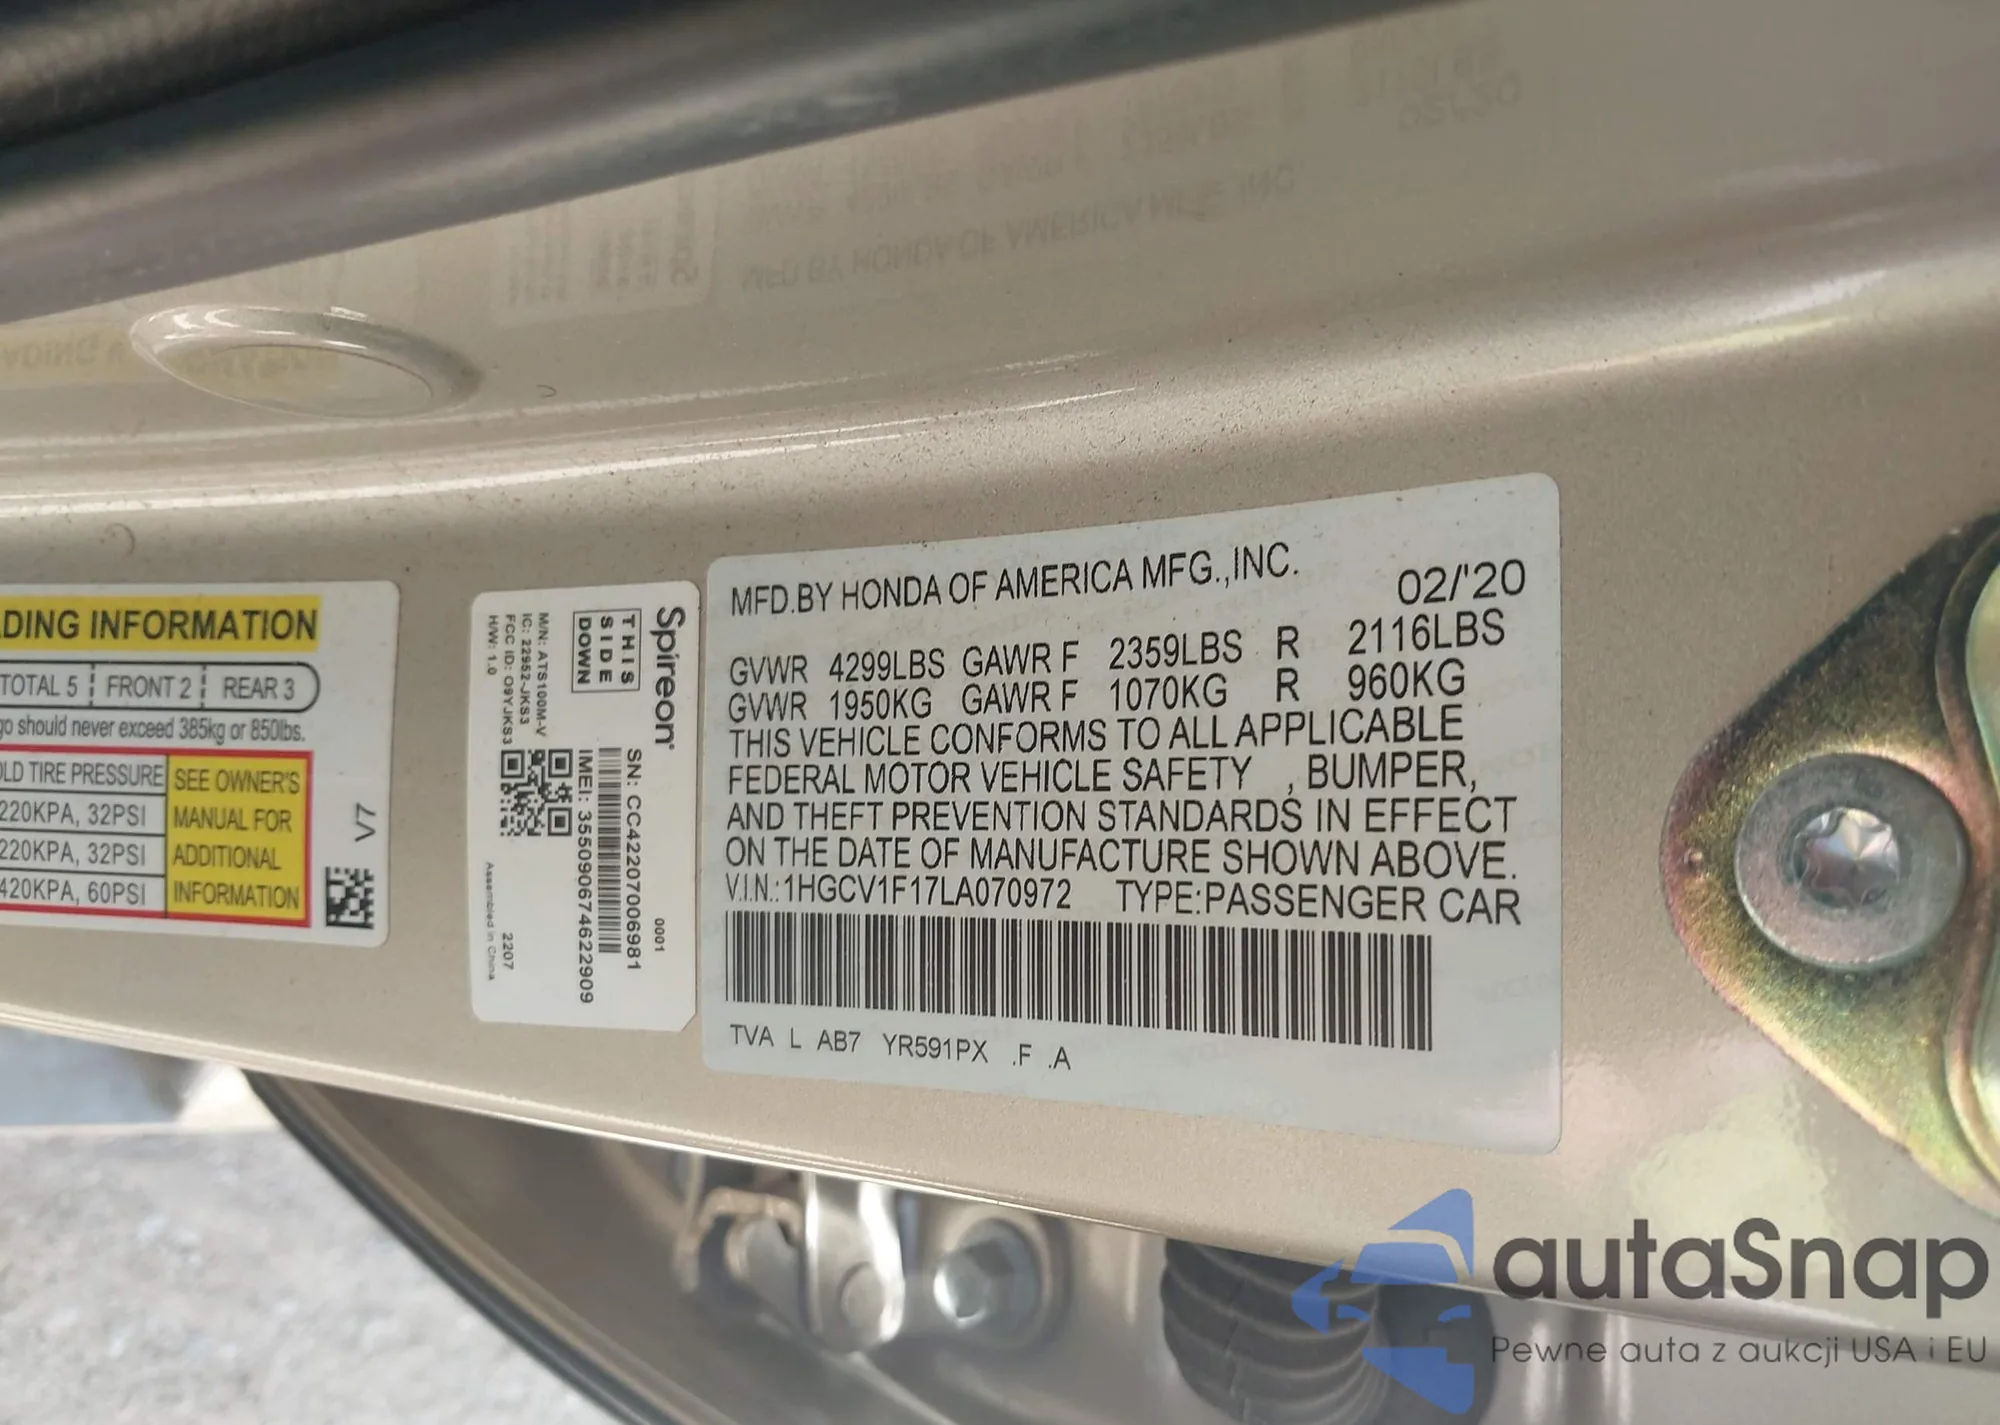 DING INFORMATION
TOTAL 5 FRONT 2 REAR 3
go should never exceed 385kg or 850lbs.
OLD TIRE PRESSURE
220KPA, 32PSI
220KPA, 32PSI
420KPA, 60PSI
SEE OWNER'S
MANUAL FOR
ADDITIONAL
INFORMATION
V7
Spireon
THIS
SIDE
DOWN
M/N: ATS100M-V
IC: 22952-JKS3
FCC ID: O9YJKS3
H/W: 1.0
0001
SN: CC42207006981
IMEI: 355090674622909
2207
Assembled in China
MFD.BY HONDA OF AMERICA MFG.,INC. 02/'20
GVWR 4299LBS GAWR F 2359LBS R 2116LBS
GVWR 1950KG GAWR F 1070KG R 960KG
THIS VEHICLE CONFORMS TO ALL APPLICABLE
FEDERAL MOTOR VEHICLE SAFETY , BUMPER,
AND THEFT PREVENTION STANDARDS IN EFFECT
ON THE DATE OF MANUFACTURE SHOWN ABOVE.
V.I.N.: 1HGCV1F17LA070972 TYPE:PASSENGER CAR
TVA L AB7 YR591PX .F .A
autaSnap
Pewne auta z aukcji USA i EU